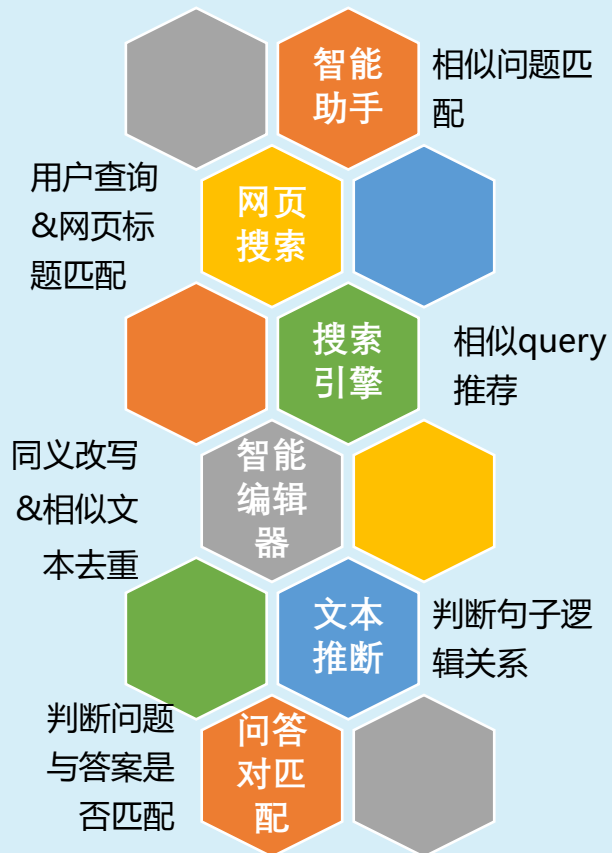 智能
助手
相似问题匹
配
用户查询
&网页标
题匹配
网页
搜索
搜索
引擎
相似query
推荐
同义改写
&相似文
本去重
智能
编辑
器
文本
推断
判断句子逻
辑关系
判断问题
与答案是
否匹配
问答
对匹
配